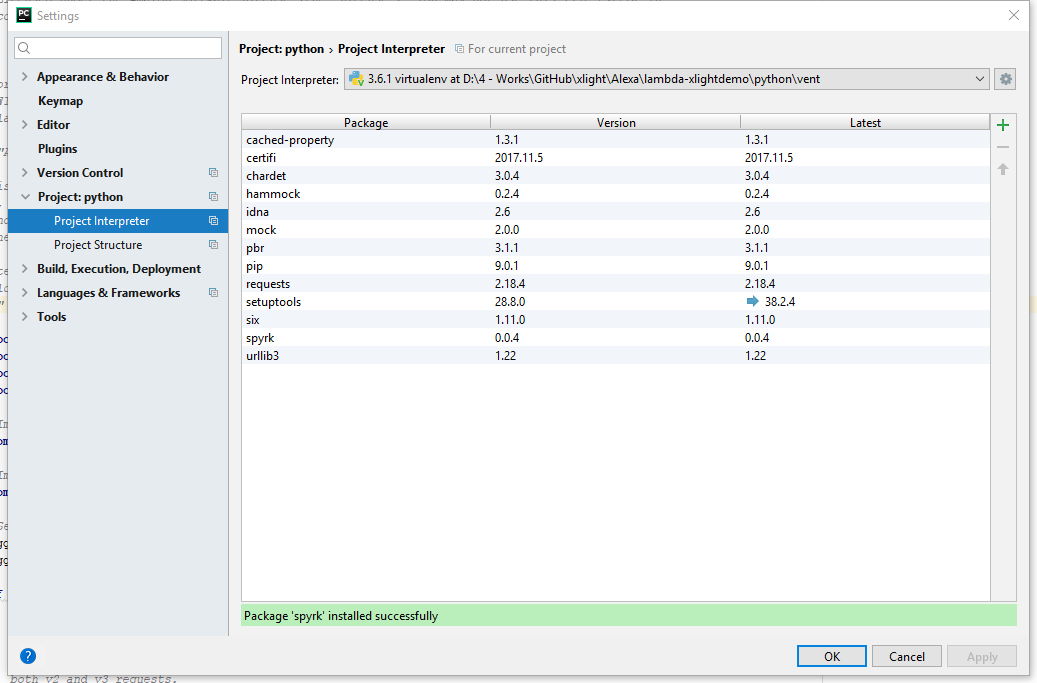 PC Settings
Appearance & Behavior
Keymap
Editor
Plugins
Version Control
Project: python
Project Interpreter
Project Structure
Build, Execution, Deployment
Languages & Frameworks
Tools
Project: python › Project Interpreter For current project
Project Interpreter: 3.6.1 virtualenv at D:\4 - Works\GitHub\xlight\Alexa\lambda-xlightdemo\python\vent
Package Version Latest
cached-property 1.3.1 1.3.1
certifi 2017.11.5 2017.11.5
chardet 3.0.4 3.0.4
hammock 0.2.4 0.2.4
idna 2.6 2.6
mock 2.0.0 2.0.0
pbr 3.1.1 3.1.1
pip 9.0.1 9.0.1
requests 2.18.4 2.18.4
setuptools 28.8.0 38.2.4
six 1.11.0 1.11.0
spyrk 0.0.4 0.0.4
urllib3 1.22 1.22
Package 'spyrk' installed successfully
? OK Cancel Apply
both v2 and v3 requests.